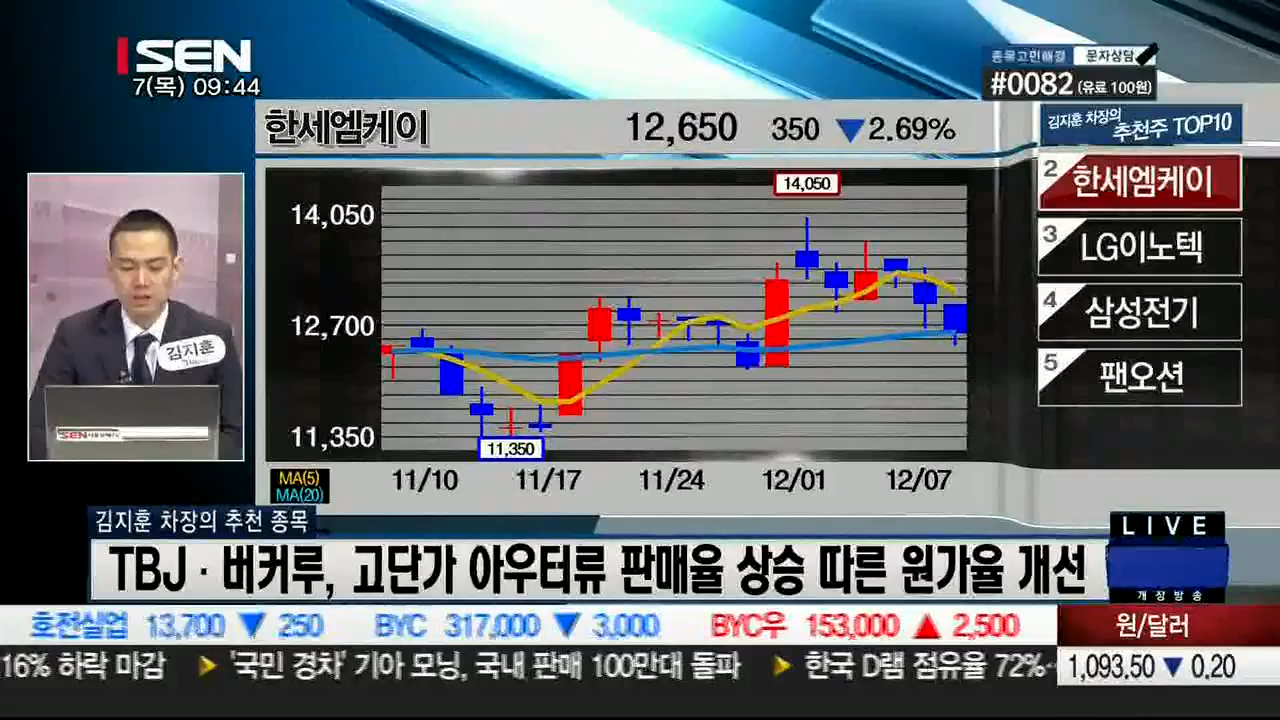 SEN
7(목) 09:44
종목고민해결 문자상담
#0082 (유료 100원)
한세엠케이 12,650 350 ▼2.69%
김지훈 차장의
추천주 TOP10
2 한세엠케이
3 LG이노텍
4 삼성전기
5 팬오션
14,050
14,050
12,700
11,350
11,350
MA(5)
MA(20)
11/10 11/17 11/24 12/01 12/07
김지훈
SEN
김지훈 차장의 추천 종목
TBJ·버커루, 고단가 아우터류 판매율 상승 따른 원가율 개선
LIVE
개장방송
호전실업 13,700 ▼ 250 BYC 317,000 ▼ 3,000 BYC우 153,000 ▲ 2,500
원/달러
16% 하락 마감 ▶ '국민 경차' 기아 모닝, 국내 판매 100만대 돌파 ▶ 한국 D램 점유율 72%
1,093.50 ▼ 0.20